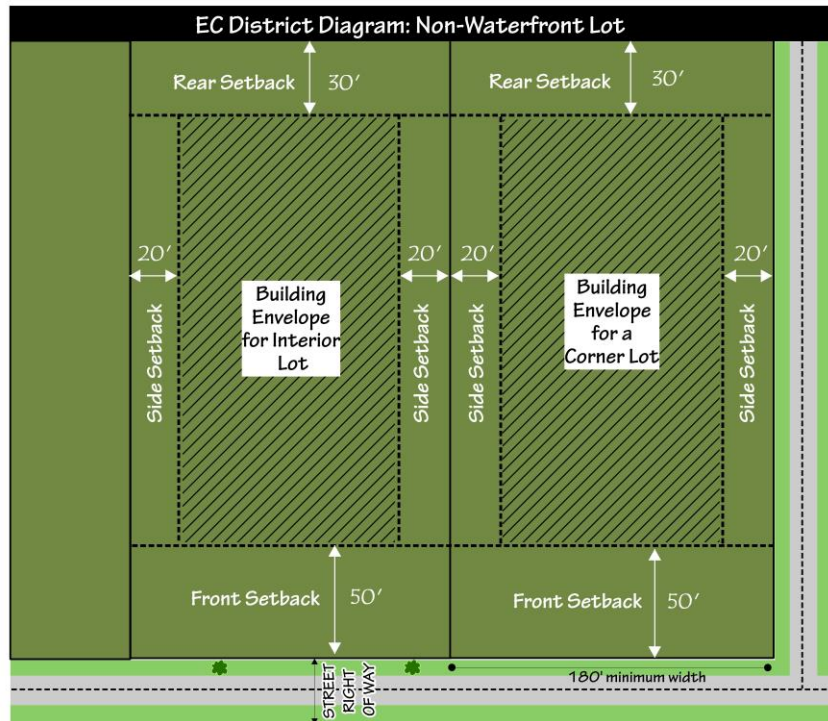 EC District Diagram: Non-Waterfront Lot
Rear Setback 30'
Rear Setback 30'
20'
20'
20'
20'
Building
Envelope
for Interior
Lot
Building
Envelope
for a
Corner Lot
Side Setback
Side Setback
Side Setback
Side Setback
Front Setback 50'
Front Setback 50'
STREET
RIGHT
OF WAY
180' minimum width